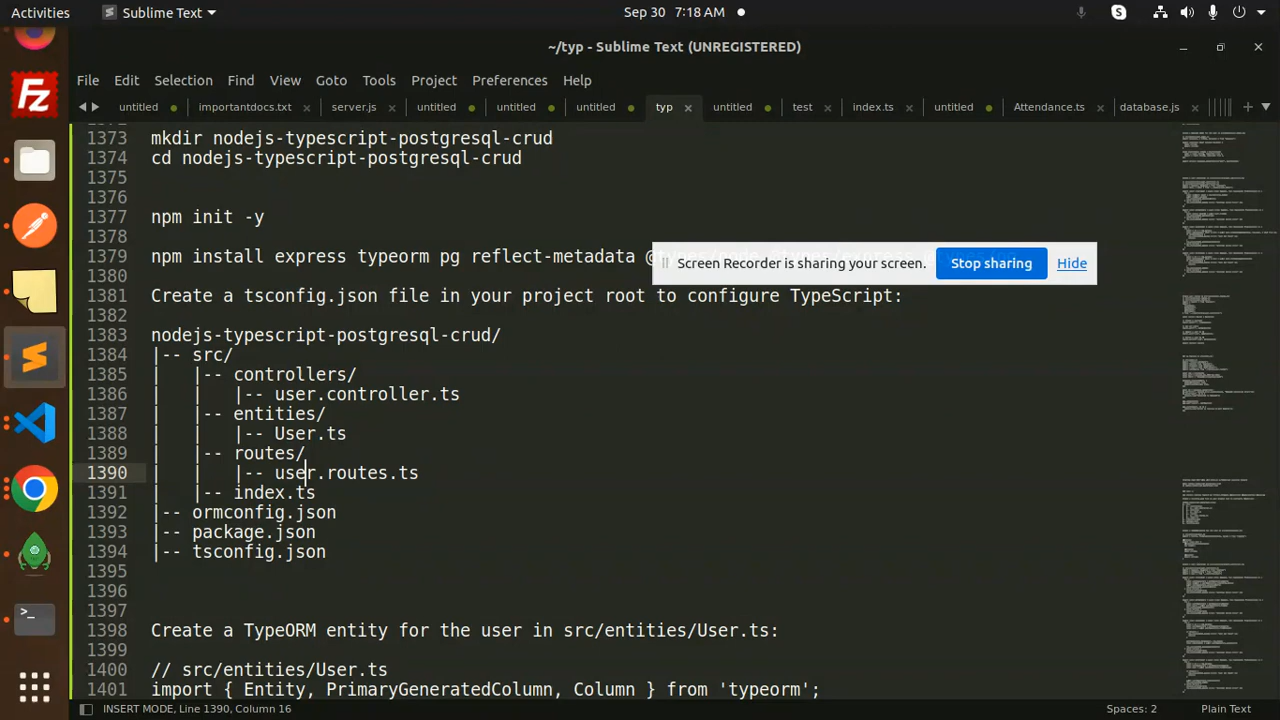 Activities
Sublime Text
Sep 30 7:18 AM
~/typ - Sublime Text (UNREGISTERED)
File Edit Selection Find View Goto Tools Project Preferences Help
untitled importantdocs.txt server.js untitled untitled untitled typ untitled test index.ts untitled Attendance.ts database.js
1373 mkdir nodejs-typescript-postgresql-crud
1374 cd nodejs-typescript-postgresql-crud
1375
1376
1377 npm init -y
1378
1379 npm install express typeorm pg reflect-metadata @
Screen Recorder is sharing your screen. Stop sharing Hide
1380
1381 Create a tsconfig.json file in your project root to configure TypeScript:
1382
1383 nodejs-typescript-postgresql-crud/
1384 |-- src/
1385 |   |-- controllers/
1386 |   |   |-- user.controller.ts
1387 |   |-- entities/
1388 |   |   |-- User.ts
1389 |   |-- routes/
1390 |   |   |-- user.routes.ts
1391 |   |-- index.ts
1392 |-- ormconfig.json
1393 |-- package.json
1394 |-- tsconfig.json
1395
1396
1397
1398 Create a TypeORM entity for the user in src/entities/User.ts:
1399
1400 // src/entities/User.ts
1401 import { Entity, PrimaryGeneratedColumn, Column } from 'typeorm';
INSERT MODE, Line 1390, Column 16
Spaces: 2
Plain Text